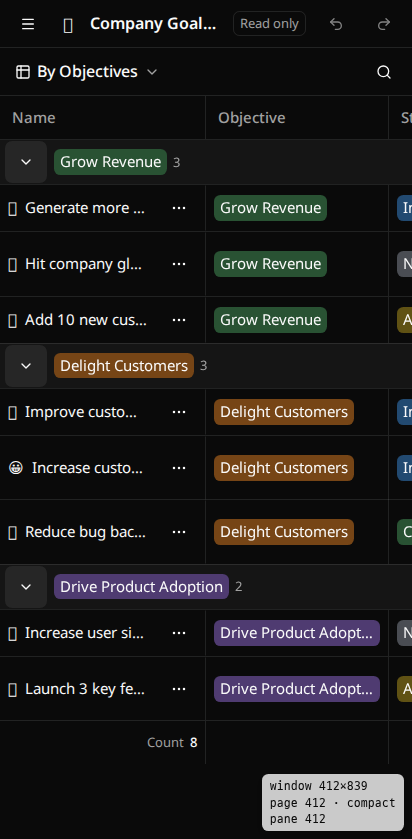 Company Goal...
Read only
By Objectives
Name
Objective
Grow Revenue 3
Generate more ...
Grow Revenue
Hit company gl...
Grow Revenue
Add 10 new cus...
Grow Revenue
Delight Customers 3
Improve custo...
Delight Customers
Increase custo...
Delight Customers
Reduce bug bac...
Delight Customers
Drive Product Adoption 2
Increase user si...
Drive Product Adopt...
Launch 3 key fe...
Drive Product Adopt...
Count 8
window 412×839
page 412 · compact
pane 412